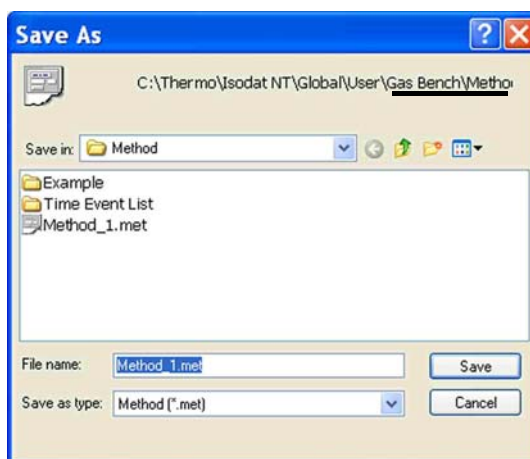 Save As
C:\Thermo\Isodat NT\Global\User\Gas Bench\Metho
Save in: Method
Example
Time Event List
Method_1.met
File name: Method_1.met Save
Save as type: Method (*.met) Cancel